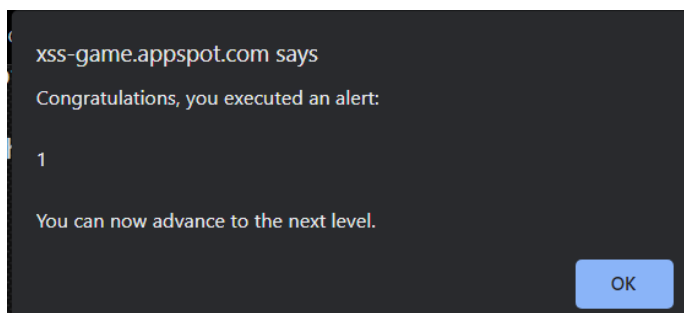 xss-game.appspot.com says
Congratulations, you executed an alert:
1
You can now advance to the next level.
OK